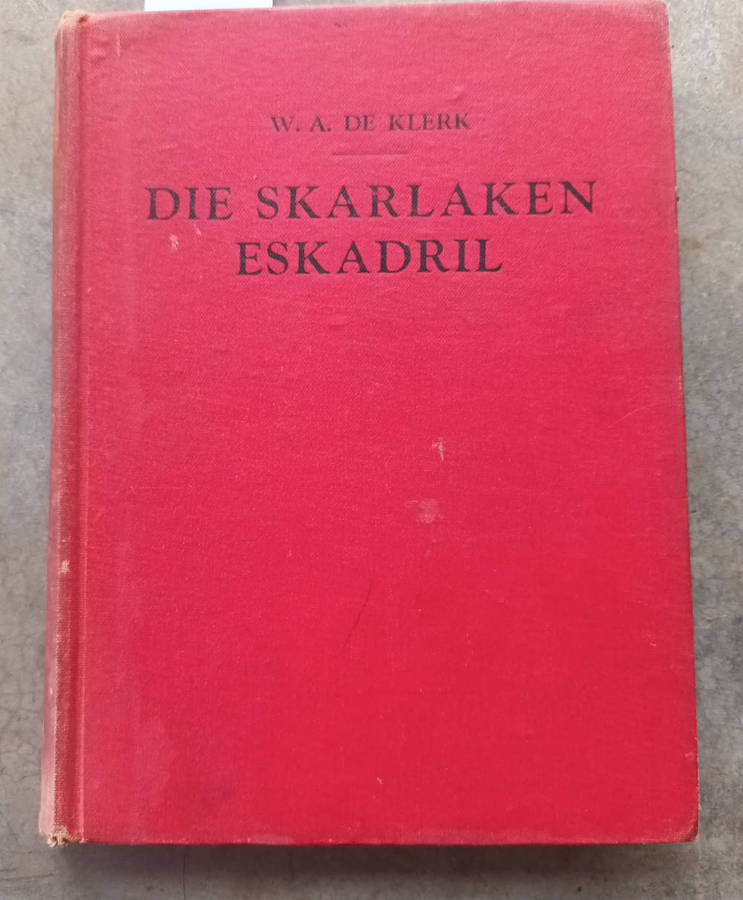 W. A. DE KLERK
DIE SKARLAKEN
ESKADRIL